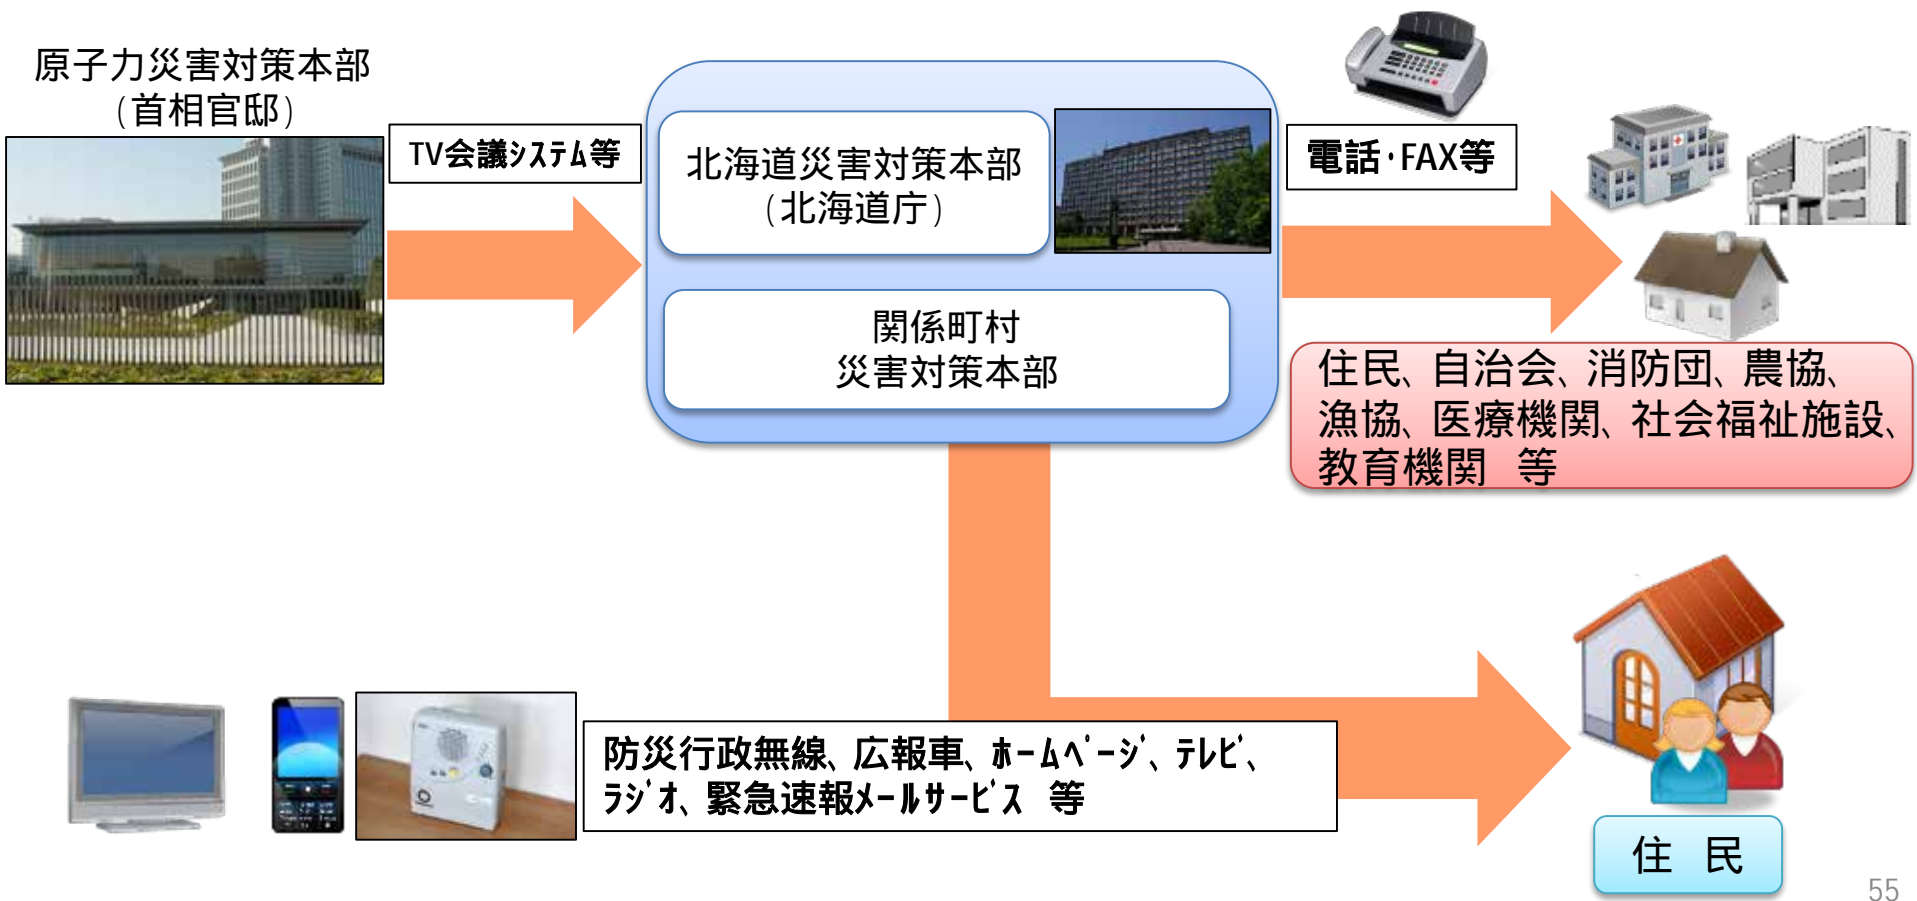 原子力災害対策本部
(首相官邸)
TV会議ｼｽﾃﾑ等
北海道災害対策本部
(北海道庁)
関係町村
災害対策本部
電話･FAX等
住民、自治会、消防団、農協、
漁協、医療機関、社会福祉施設、
教育機関　等
防災行政無線、広報車、ﾎｰﾑﾍﾟｰｼﾞ、ﾃﾚﾋﾞ、
ﾗｼﾞｵ、緊急速報ﾒｰﾙｻｰﾋﾞｽ　等
住　民
55